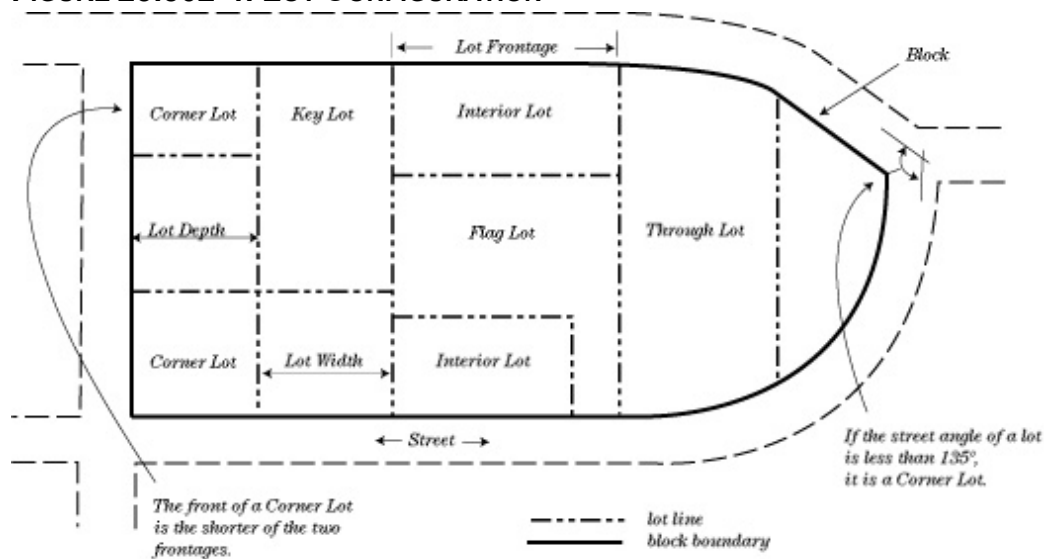 Lot Frontage
Block
Corner Lot
Key Lot
Interior Lot
Lot Depth
Flag Lot
Through Lot
Corner Lot
Lot Width
Interior Lot
Street
If the street angle of a lot
is less than 135°,
it is a Corner Lot.
The front of a Corner Lot
is the shorter of the two
frontages.
lot line
block boundary